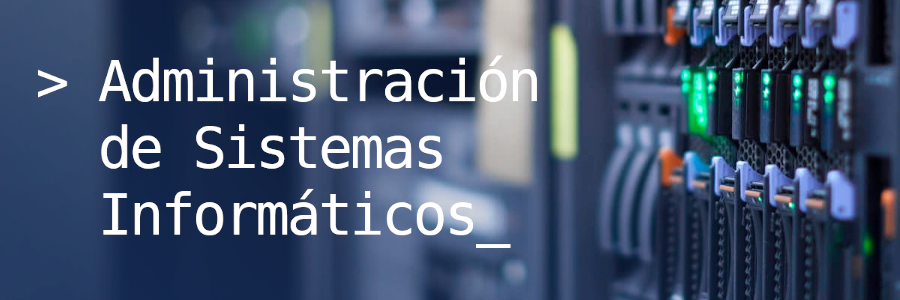 > Administración
de Sistemas
Informáticos_